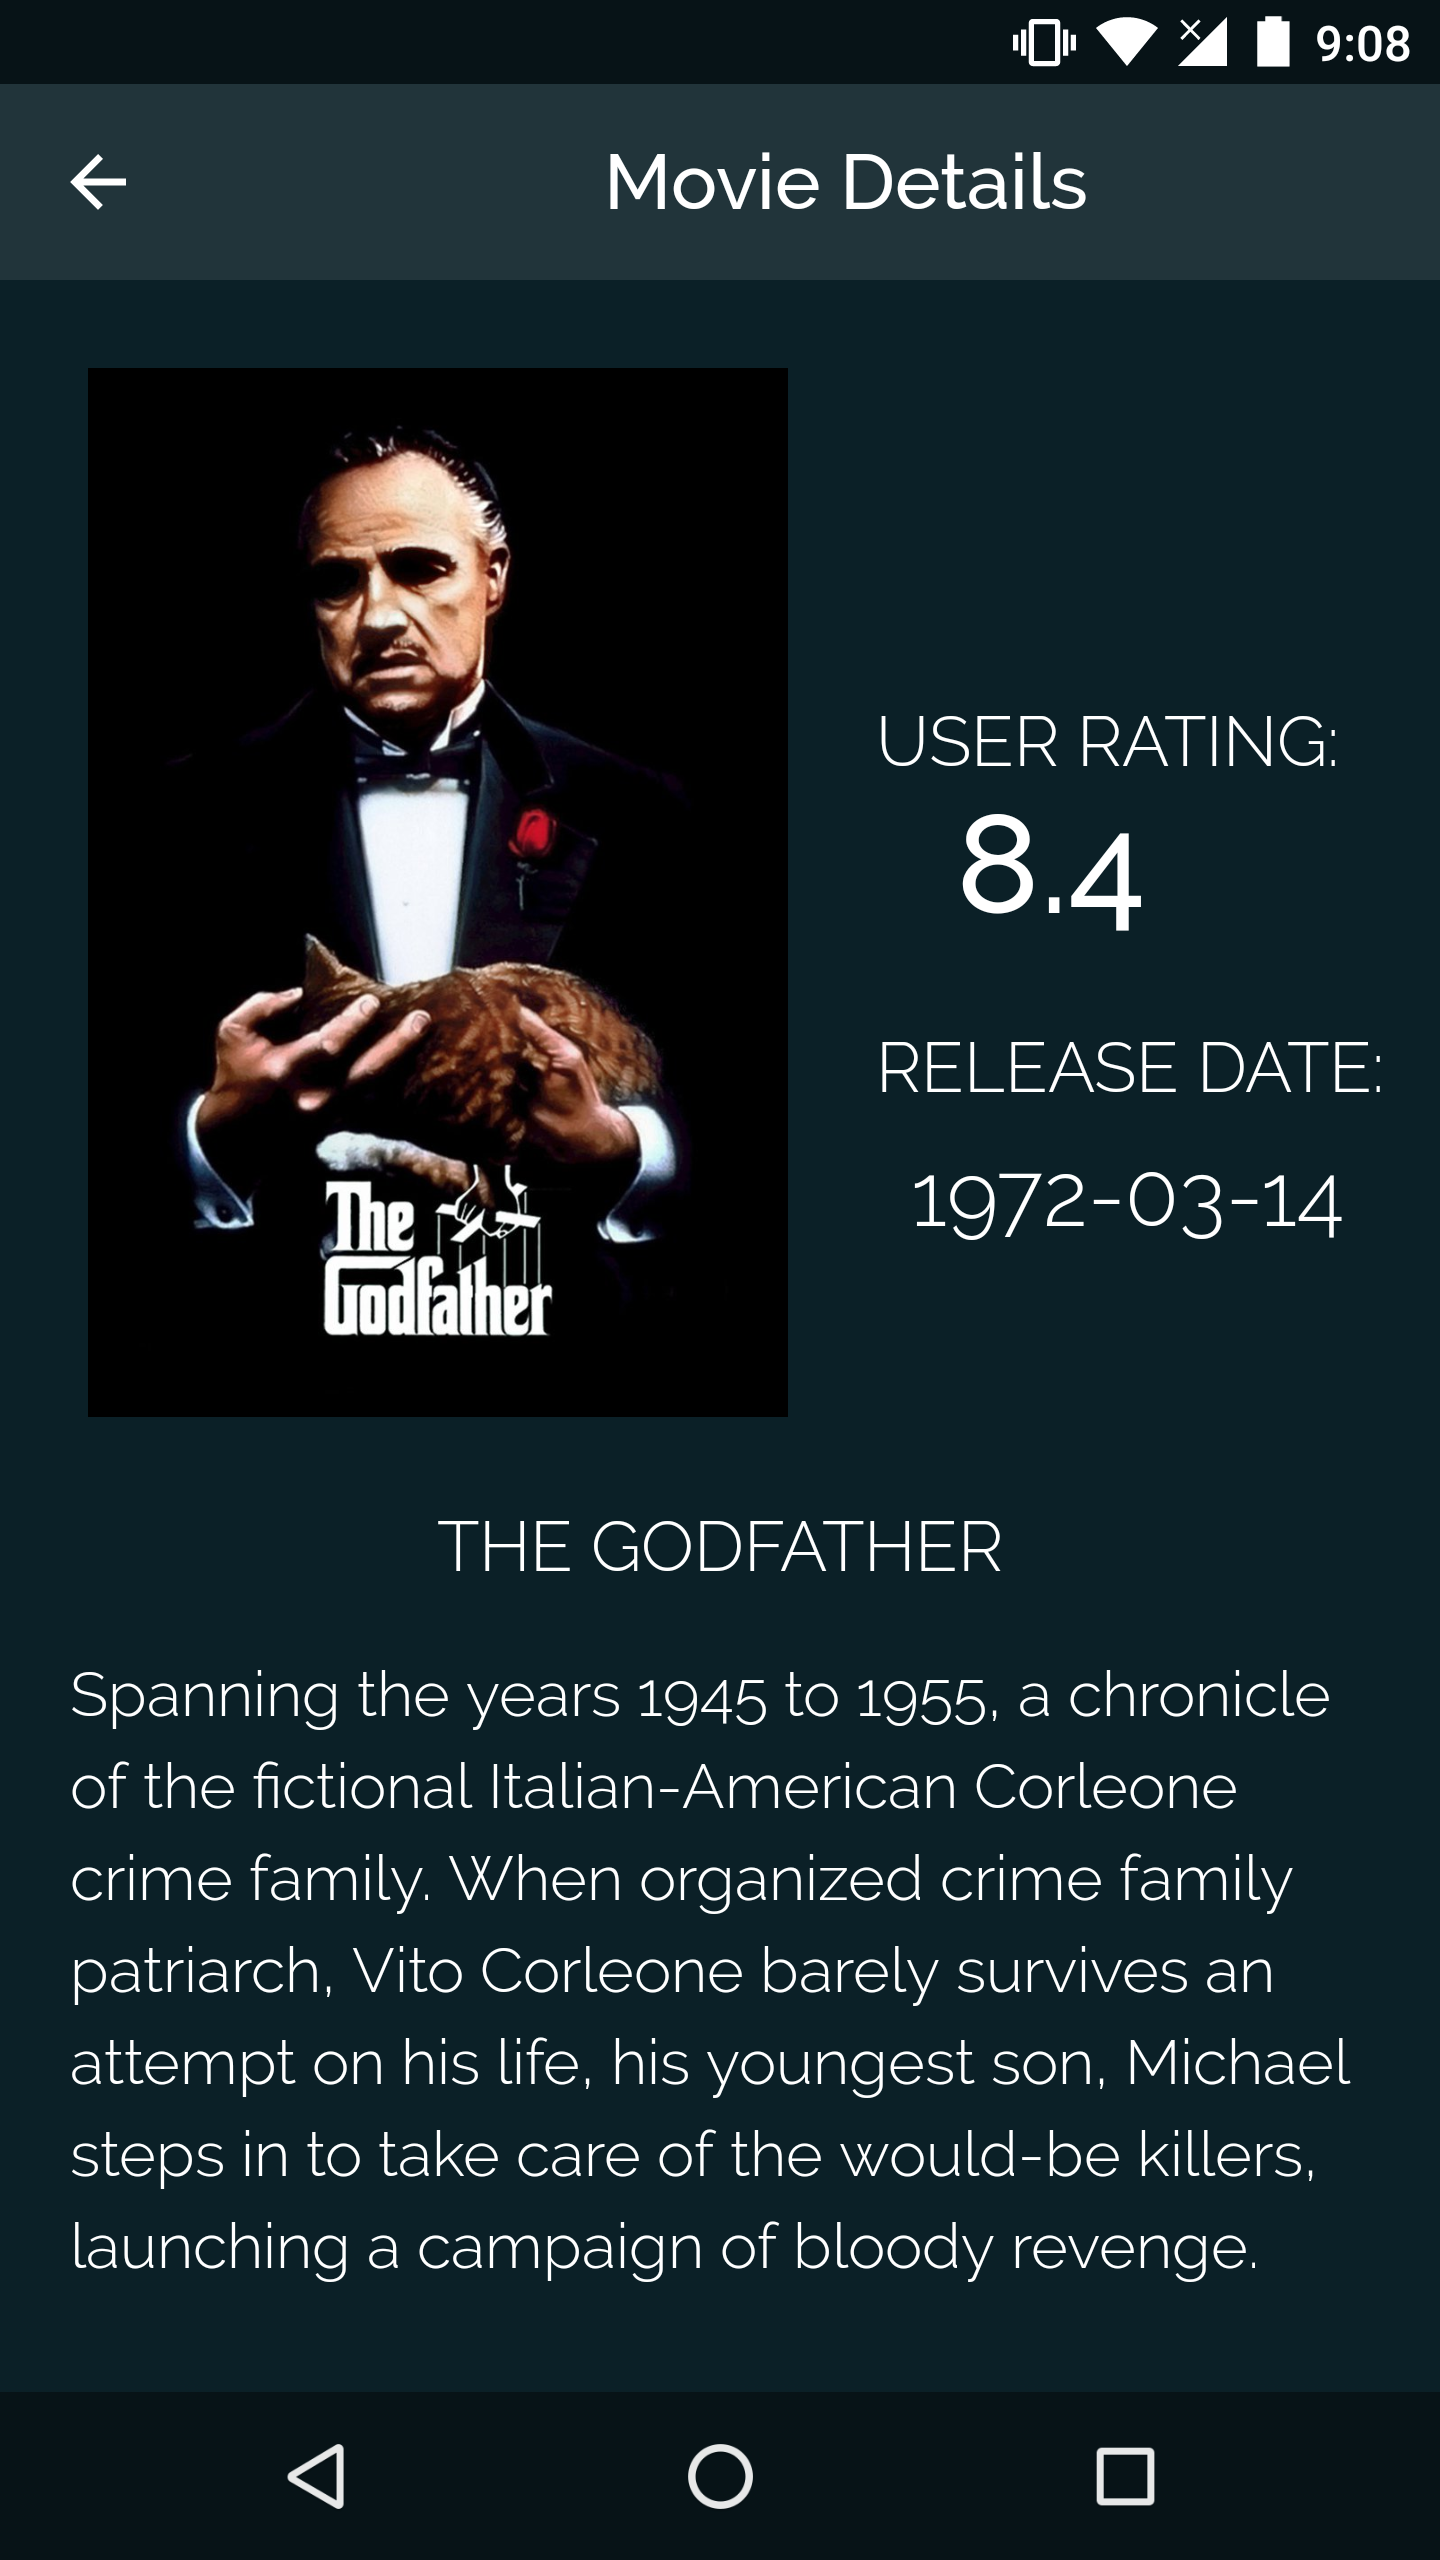 9:08
Movie Details
The
Godfather
USER RATING:
8.4
RELEASE DATE:
1972-03-14
THE GODFATHER
Spanning the years 1945 to 1955, a chronicle
of the fictional Italian-American Corleone
crime family. When organized crime family
patriarch, Vito Corleone barely survives an
attempt on his life, his youngest son, Michael
steps in to take care of the would-be killers,
launching a campaign of bloody revenge.